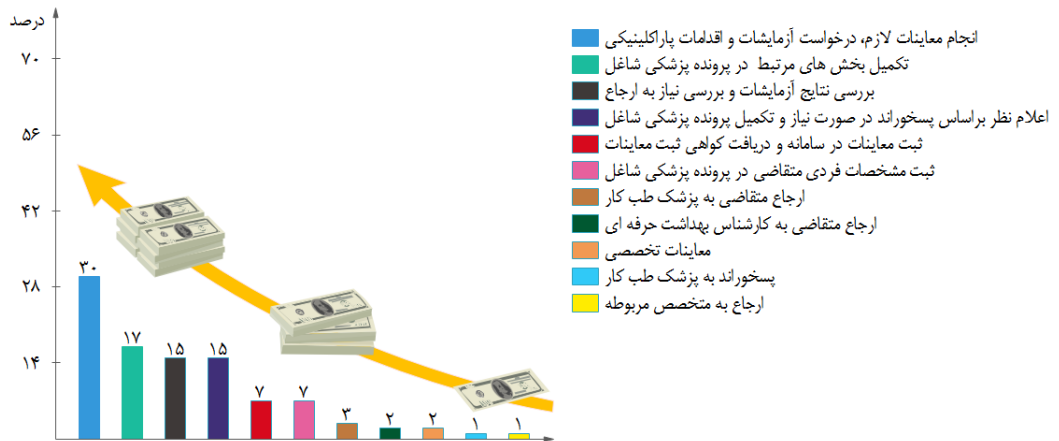 درصد
۷۰
۵۶
۴۲
۲۸
۱۴
۳۰
۱۷
۱۵
۱۵
۷
۷
۳
۲
۲
۱
۱
انجام معاینات لازم، درخواست آزمایشات و اقدامات پاراکلینیکی
تکمیل بخش های مرتبط در پرونده پزشکی شاغل
بررسی نتایج آزمایشات و بررسی نیاز به ارجاع
اعلام نظر براساس پسخوراند در صورت نیاز و تکمیل پرونده پزشکی شاغل
ثبت معاینات در سامانه و دریافت کواهی ثبت معاینات
ثبت مشخصات فردی متقاضی در پرونده پزشکی شاغل
ارجاع متقاضی به پزشک طب کار
ارجاع متقاضی به کارشناس بهداشت حرفه ای
معاینات تخصصی
پسخوراند به پزشک طب کار
ارجاع به متخصص مربوطه